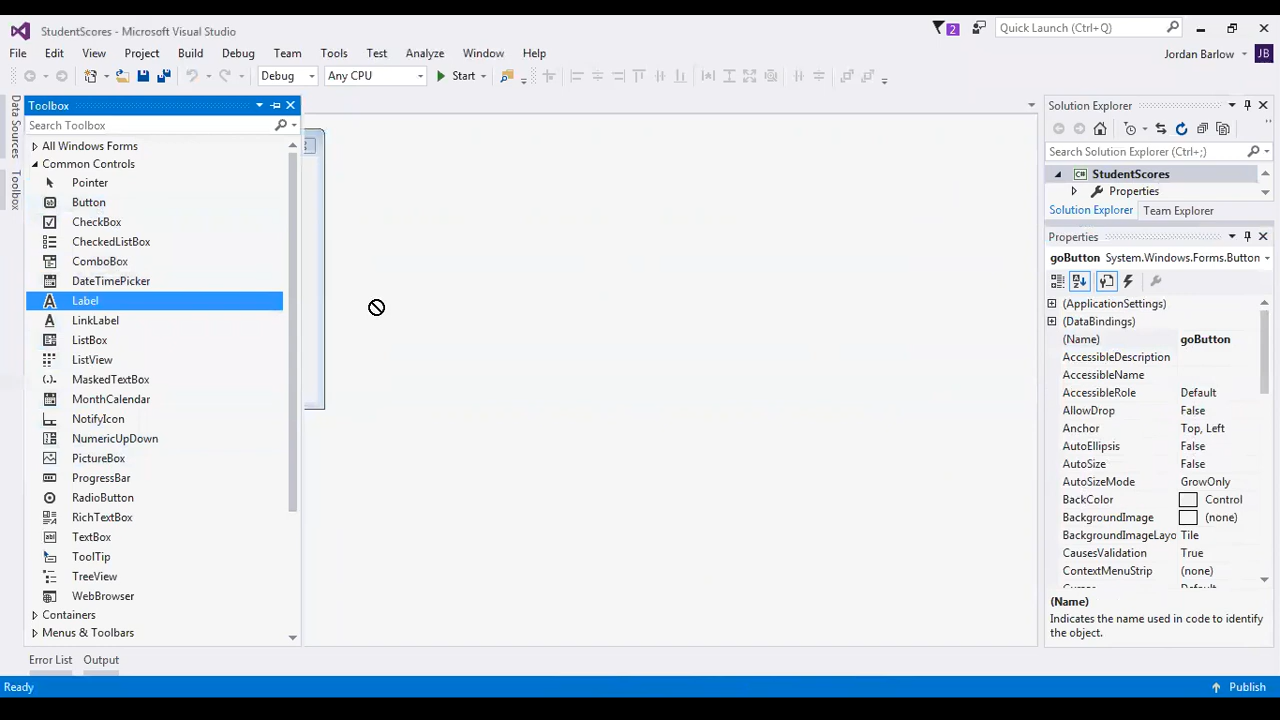 StudentScores - Microsoft Visual Studio
2
Quick Launch (Ctrl+Q)
File Edit View Project Build Debug Team Tools Test Analyze Window Help
Jordan Barlow JB
Debug Any CPU Start
Data Sources
Toolbox
Toolbox
Search Toolbox
All Windows Forms
Common Controls
Pointer
Button
CheckBox
CheckedListBox
ComboBox
DateTimePicker
Label
LinkLabel
ListBox
ListView
MaskedTextBox
MonthCalendar
NotifyIcon
NumericUpDown
PictureBox
ProgressBar
RadioButton
RichTextBox
TextBox
ToolTip
TreeView
WebBrowser
Containers
Menus & Toolbars
Solution Explorer
Search Solution Explorer (Ctrl+;)
C# StudentScores
Properties
Solution Explorer Team Explorer
Properties
goButton System.Windows.Forms.Button
(ApplicationSettings)
(DataBindings)
(Name) goButton
AccessibleDescription
AccessibleName
AccessibleRole Default
AllowDrop False
Anchor Top, Left
AutoEllipsis False
AutoSize False
AutoSizeMode GrowOnly
BackColor Control
BackgroundImage (none)
BackgroundImageLayo Tile
CausesValidation True
ContextMenuStrip (none)
Cursor Default
(Name)
Indicates the name used in code to identify
the object.
Error List Output
Ready
Publish